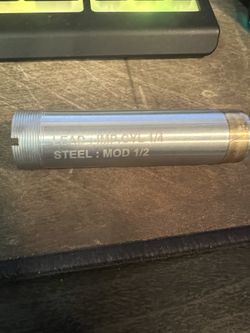 LEAD : IMP.CYL 1/4
STEEL : MOD 1/2